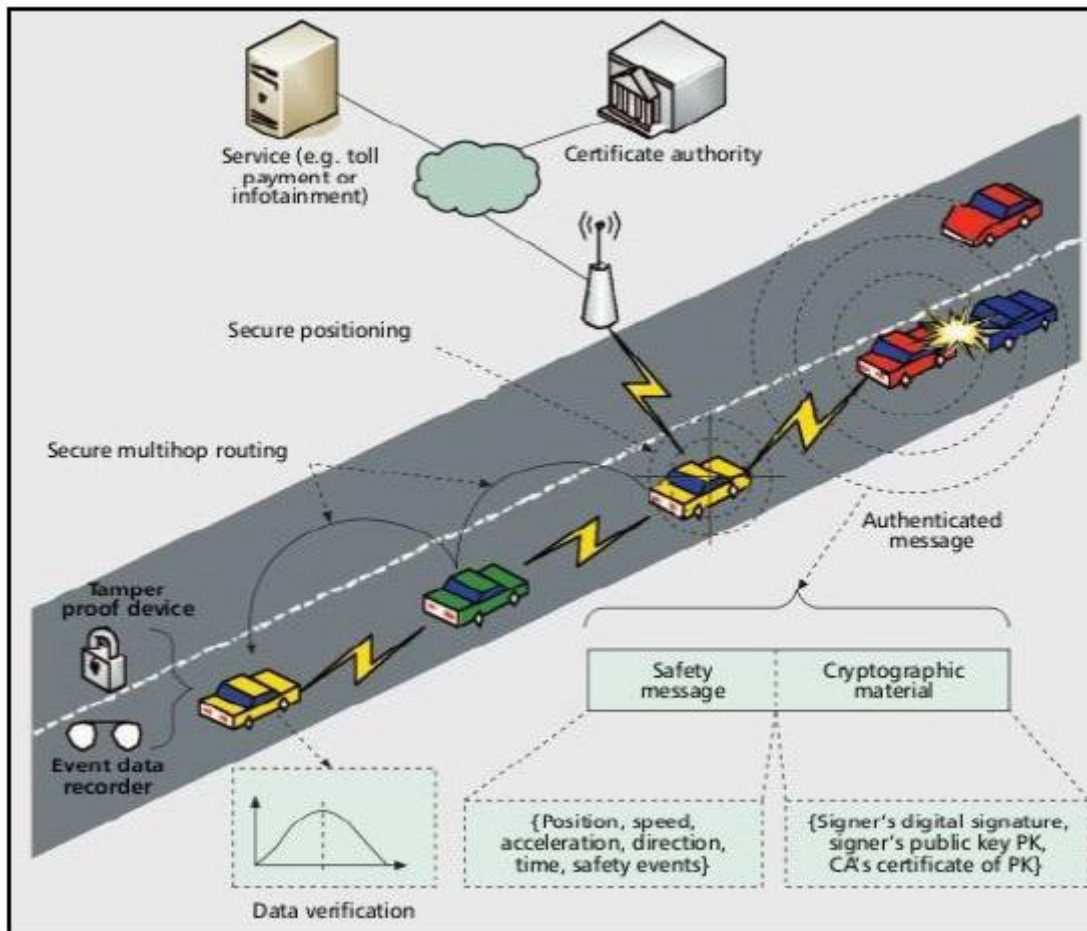 Service (e.g. toll
payment or
infotainment)
Certificate authority
Secure positioning
Secure multihop routing
Authenticated
message
Tamper
proof device
Event data
recorder
Safety
message
Cryptographic
material
{Position, speed,
acceleration, direction,
time, safety events}
{Signer's digital signature,
signer's public key PK,
CA's certificate of PK}
Data verification